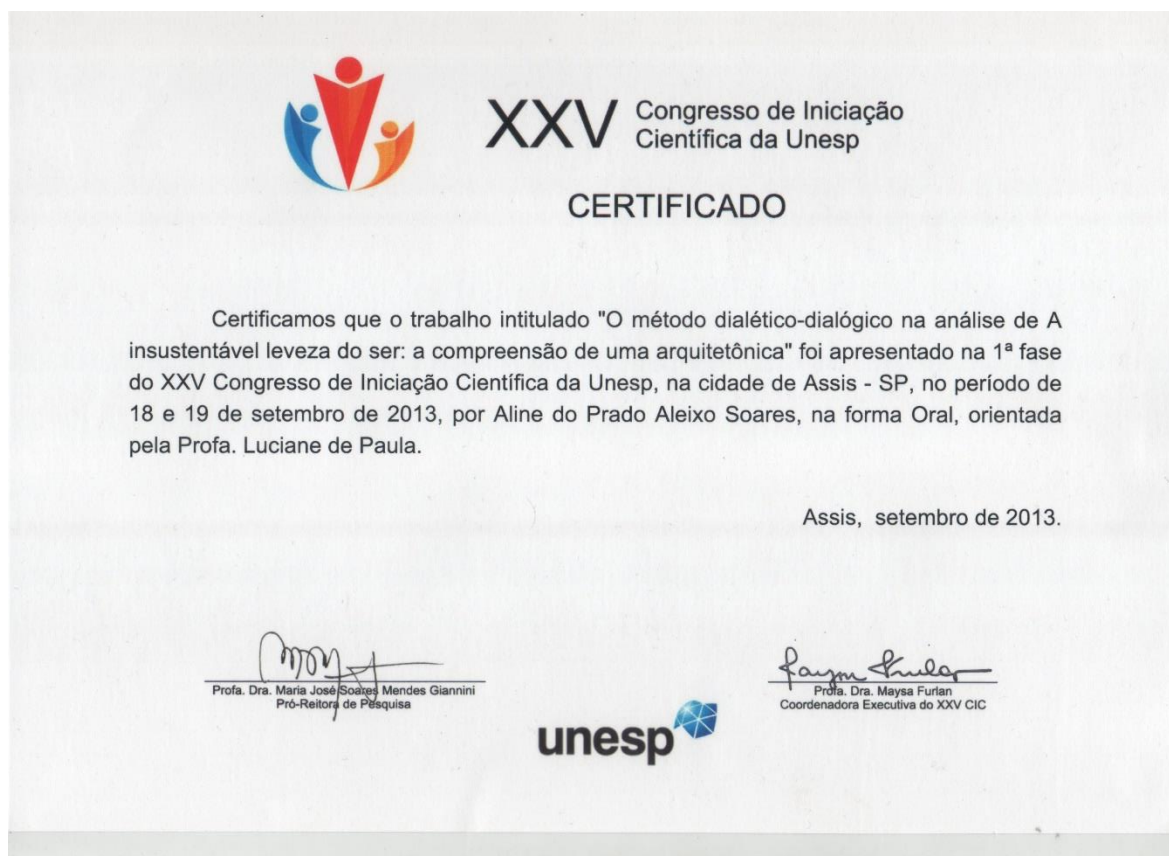 XXV
Congresso de Iniciação
Científica da Unesp
CERTIFICADO
Certificamos que o trabalho intitulado "O método dialético-dialógico na análise de A
insustentável leveza do ser: a compreensão de uma arquitetônica" foi apresentado na 1ª fase
do XXV Congresso de Iniciação Científica da Unesp, na cidade de Assis - SP, no período de
18 e 19 de setembro de 2013, por Aline do Prado Aleixo Soares, na forma Oral, orientada
pela Profa. Luciane de Paula.
Assis, setembro de 2013.
Profa. Dra. Maria José Soares Mendes Giannini
Pró-Reitora de Pesquisa
Profa. Dra. Maysa Furlan
Coordenadora Executiva do XXV CIC
unesp